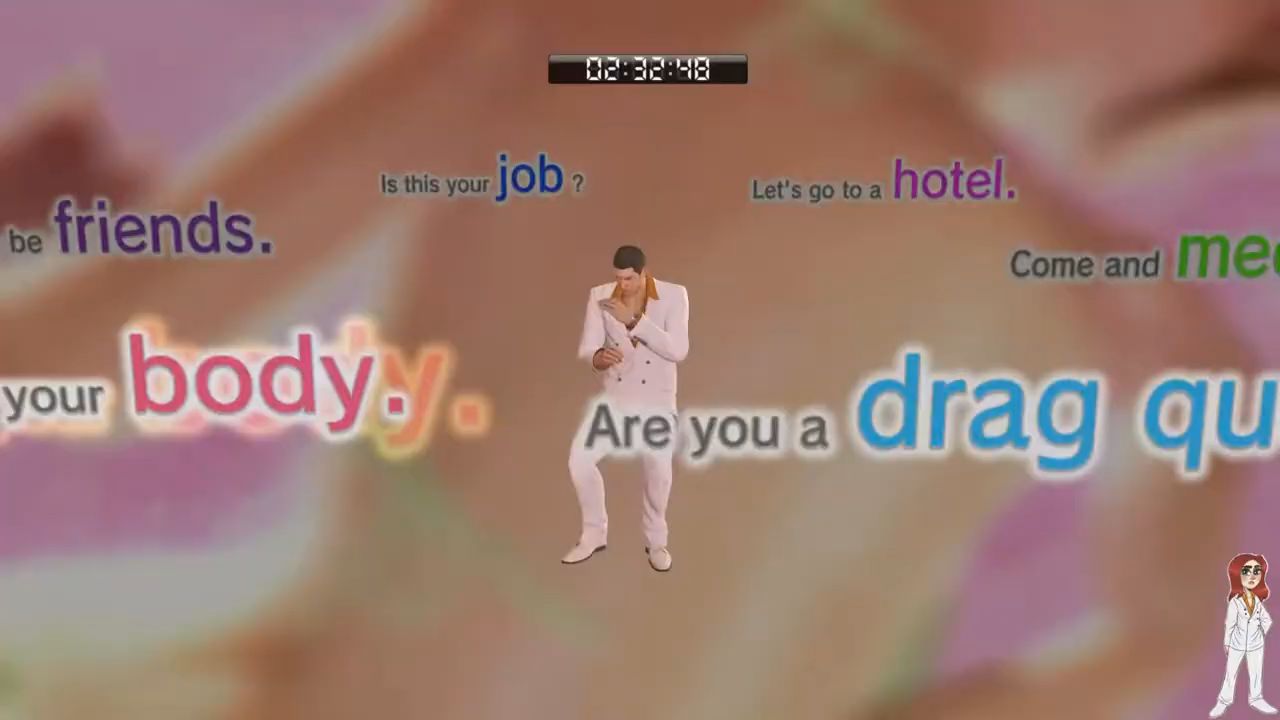 02:32:48
Is this your job ?
Let's go to a hotel.
be friends.
Come and
your body.
Are you a drag qu